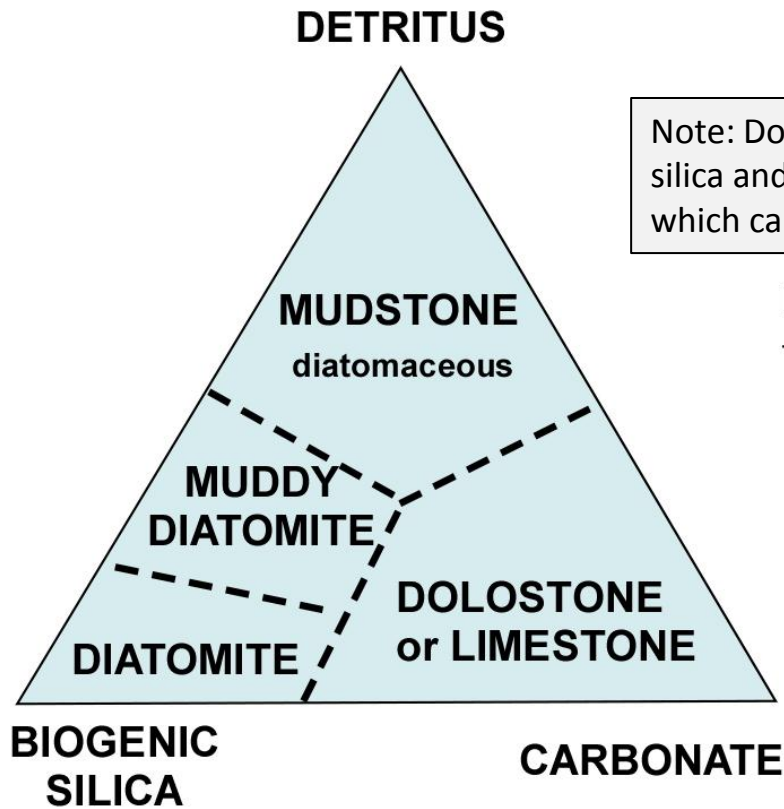 DETRITUS
Note: Do
silica and
which ca
MUDSTONE
diatomaceous
MUDDY
DIATOMITE
DOLOSTONE
or LIMESTONE
DIATOMITE
BIOGENIC
SILICA
CARBONATE